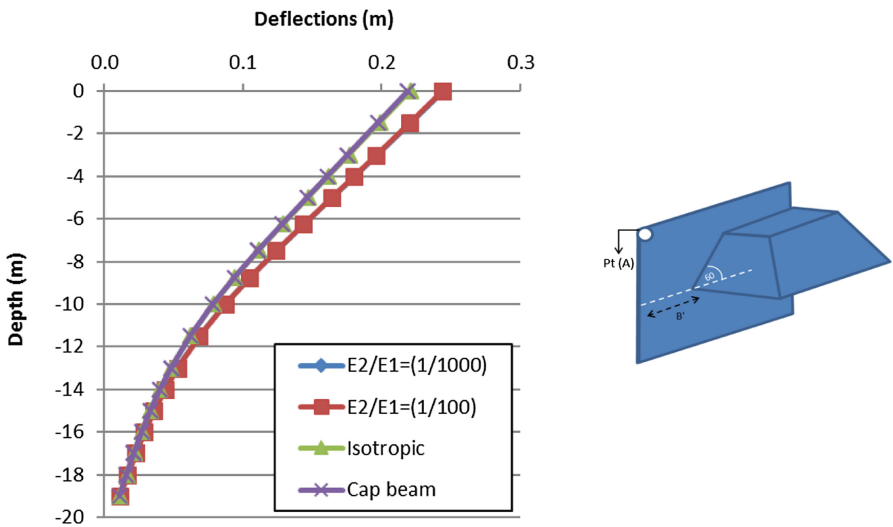 Deflections (m)
0.0 0.1 0.2 0.3
0
-2
-4
-6
-8
-10
-12
-14
-16
-18
-20
Depth (m)
E2/E1=(1/1000)
E2/E1=(1/100)
Isotropic
Cap beam
Pt (A)
60
B'